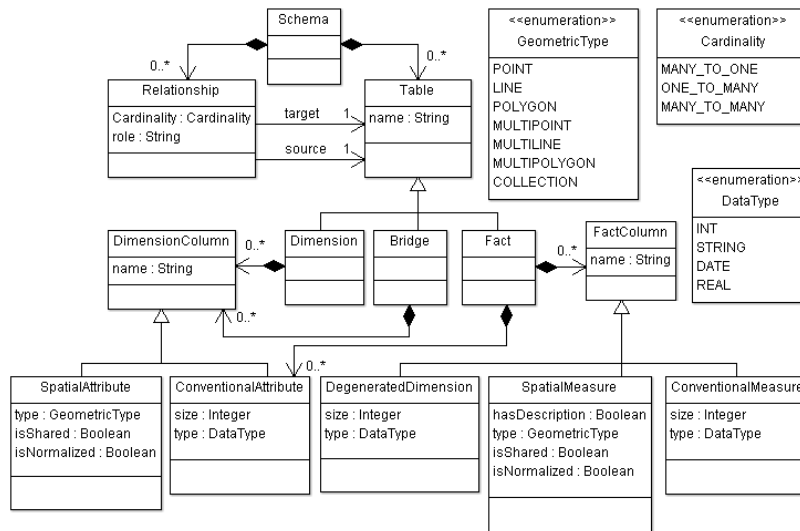 Schema
0..*
0..*
Relationship
Cardinality : Cardinality
role : String
target
1
source
1
Table
name : String
<<enumeration>>
GeometricType
POINT
LINE
POLYGON
MULTIPOINT
MULTILINE
MULTIPOLYGON
COLLECTION
<<enumeration>>
Cardinality
MANY_TO_ONE
ONE_TO_MANY
MANY_TO_MANY
<<enumeration>>
DataType
INT
STRING
DATE
REAL
DimensionColumn
name : String
0..*
Dimension
Bridge
Fact
0..*
FactColumn
name : String
0..*
0..*
SpatialAttribute
type : GeometricType
isShared : Boolean
isNormalized : Boolean
ConventionalAttribute
size : Integer
type : DataType
DegeneratedDimension
size : Integer
type : DataType
SpatialMeasure
hasDescription : Boolean
type : GeometricType
isShared : Boolean
isNormalized : Boolean
ConventionalMeasure
size : Integer
type : DataType